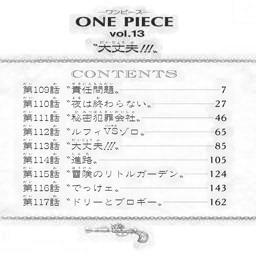 ワンピース
ONE PIECE
vol.13
“大丈夫!!!”
CONTENTS
第109話 “責任問題” 7
第110話 “夜は終わらない” 27
第111話 “秘密犯罪会社” 46
第112話 “ルフィVSゾロ” 65
第113話 “大丈夫!!!” 85
第114話 “進路” 105
第115話 “冒険のリトルガーデン” 124
第116話 “でっけェ” 143
第117話 “ドリーとブロギー” 162